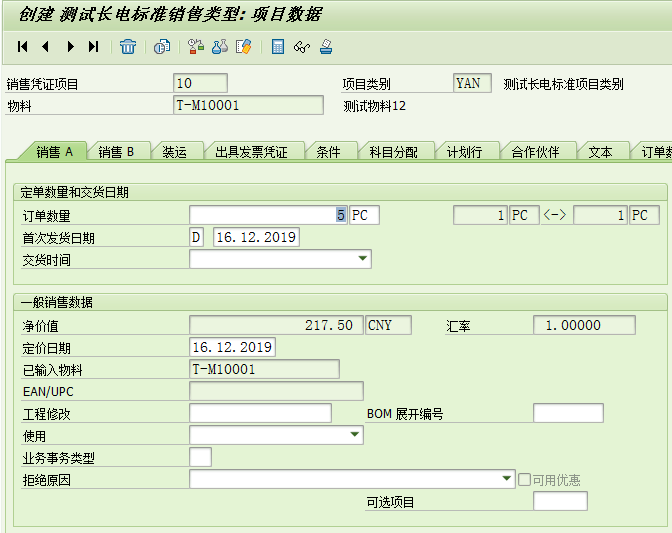 创建 测试长电标准销售类型: 项目数据
销售凭证项目 10 项目类别 YAN 测试长电标准项目类别
物料 T-M10001 测试物料12
销售 A 销售 B 装运 出具发票凭证 条件 科目分配 计划行 合作伙伴 文本 订单数
定单数量和交货日期
订单数量 5 PC 1 PC <-> 1 PC
首次发货日期 D 16.12.2019
交货时间
一般销售数据
净价值 217.50 CNY 汇率 1.00000
定价日期 16.12.2019
已输入物料 T-M10001
EAN/UPC
工程修改 BOM 展开编号
使用
业务事务类型
拒绝原因 可用优惠
可选项目